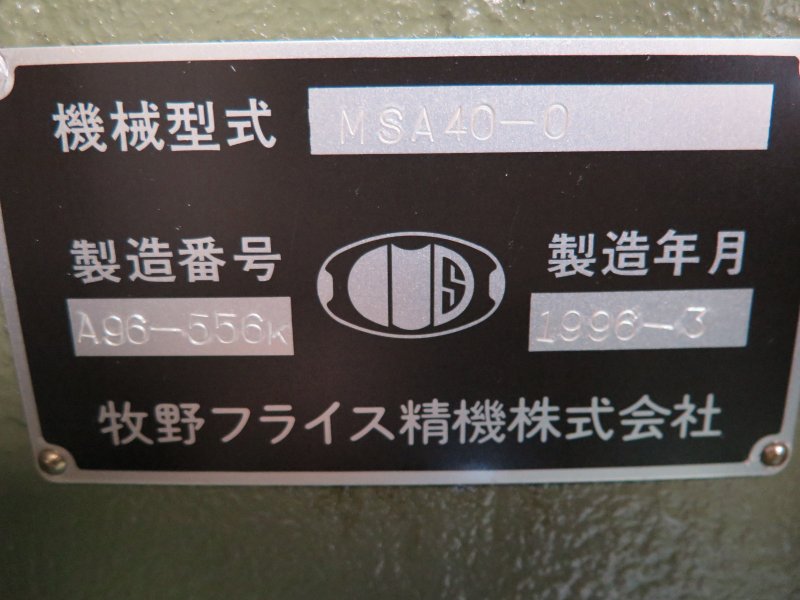 機械型式 MSA40-0
製造番号 製造年月
A96-556K 1996-3
牧野フライス精機株式会社